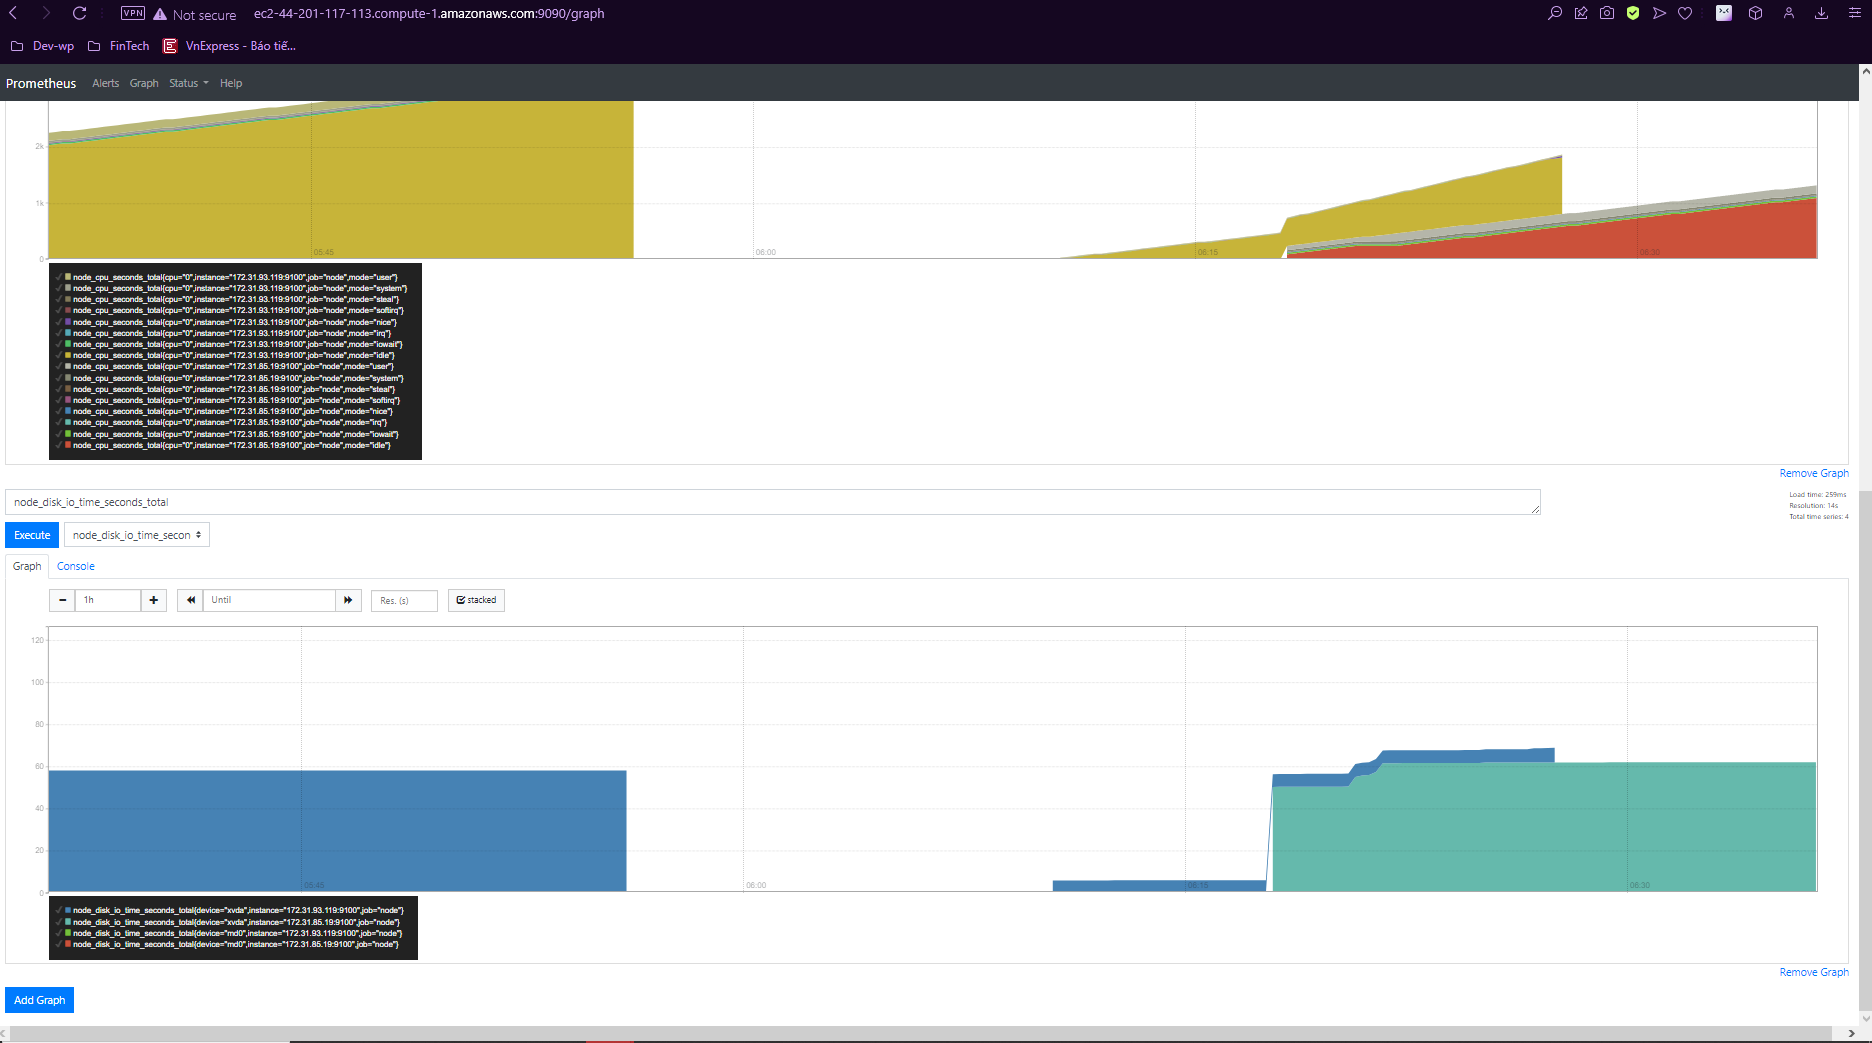 VPN Not secure ec2-44-201-117-113.compute-1.amazonaws.com:9090/graph
Dev-wp FinTech VnExpress - Báo tiế...
Prometheus Alerts Graph Status Help
2k
1k
0
05:45 06:00 06:15 06:30
node_cpu_seconds_total{cpu="0",instance="172.31.93.119:9100",job="node",mode="user"}
node_cpu_seconds_total{cpu="0",instance="172.31.93.119:9100",job="node",mode="system"}
node_cpu_seconds_total{cpu="0",instance="172.31.93.119:9100",job="node",mode="steal"}
node_cpu_seconds_total{cpu="0",instance="172.31.93.119:9100",job="node",mode="softirq"}
node_cpu_seconds_total{cpu="0",instance="172.31.93.119:9100",job="node",mode="nice"}
node_cpu_seconds_total{cpu="0",instance="172.31.93.119:9100",job="node",mode="irq"}
node_cpu_seconds_total{cpu="0",instance="172.31.93.119:9100",job="node",mode="iowait"}
node_cpu_seconds_total{cpu="0",instance="172.31.93.119:9100",job="node",mode="idle"}
node_cpu_seconds_total{cpu="0",instance="172.31.85.19:9100",job="node",mode="user"}
node_cpu_seconds_total{cpu="0",instance="172.31.85.19:9100",job="node",mode="system"}
node_cpu_seconds_total{cpu="0",instance="172.31.85.19:9100",job="node",mode="steal"}
node_cpu_seconds_total{cpu="0",instance="172.31.85.19:9100",job="node",mode="softirq"}
node_cpu_seconds_total{cpu="0",instance="172.31.85.19:9100",job="node",mode="nice"}
node_cpu_seconds_total{cpu="0",instance="172.31.85.19:9100",job="node",mode="irq"}
node_cpu_seconds_total{cpu="0",instance="172.31.85.19:9100",job="node",mode="iowait"}
node_cpu_seconds_total{cpu="0",instance="172.31.85.19:9100",job="node",mode="idle"}
Remove Graph
node_disk_io_time_seconds_total
Load time: 259ms
Resolution: 14s
Total time series: 4
Execute node_disk_io_time_secon
Graph Console
1h Until Res. (s) stacked
120
100
80
60
40
20
0
05:45 06:00 06:15 06:30
node_disk_io_time_seconds_total{device="xvda",instance="172.31.93.119:9100",job="node"}
node_disk_io_time_seconds_total{device="xvda",instance="172.31.85.19:9100",job="node"}
node_disk_io_time_seconds_total{device="md0",instance="172.31.93.119:9100",job="node"}
node_disk_io_time_seconds_total{device="md0",instance="172.31.85.19:9100",job="node"}
Remove Graph
Add Graph